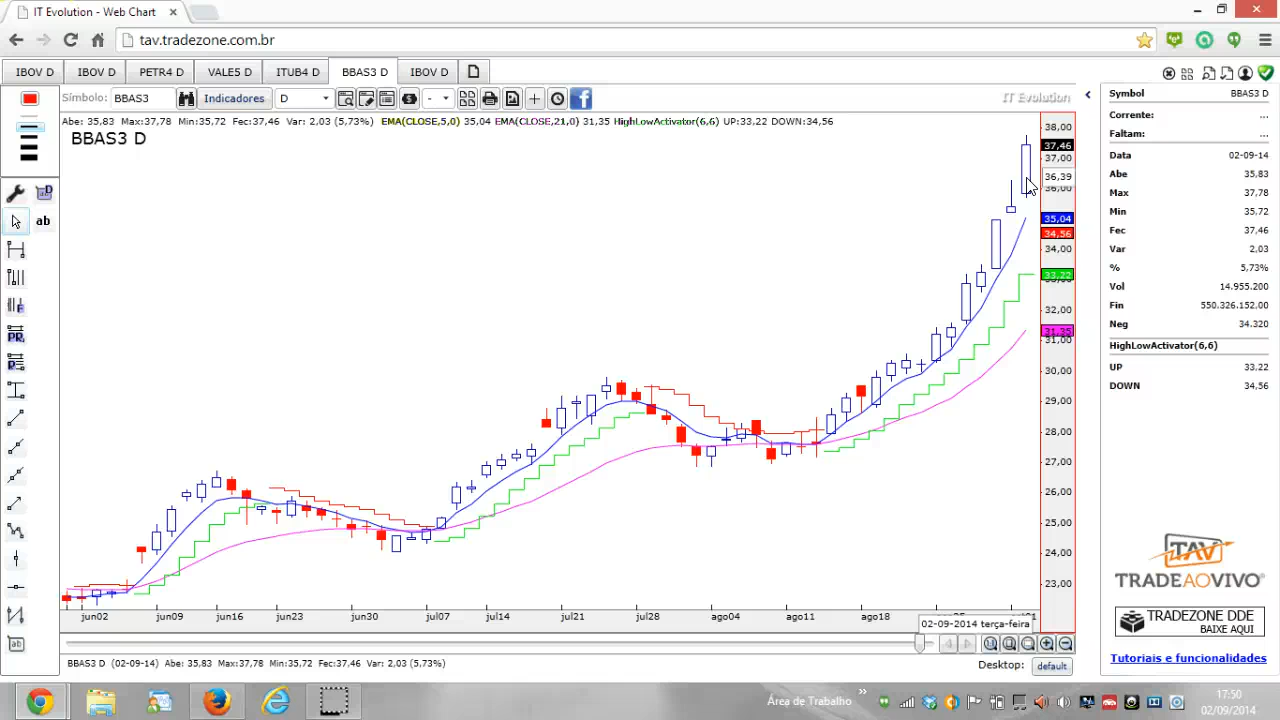 IT Evolution - Web Chart
tav.tradezone.com.br
IBOV D IBOV D PETR4 D VALE5 D ITUB4 D BBAS3 D IBOV D
Símbolo: BBAS3 Indicadores D - IT Evolution
Abe: 35,83 Max:37,78 Min:35,72 Fec:37,46 Var: 2,03 (5,73%) EMA(CLOSE,5,0) 35,04 EMA(CLOSE,21,0) 31,35 HighLowActivator(6,6) UP:33,22 DOWN:34,56
BBAS3 D
ab
PR
38,00
37,46
37,00
36,39
36,00
35,04
34,56
34,00
33,22
32,00
31,35
31,00
30,00
29,00
28,00
27,00
26,00
25,00
24,00
23,00
jun02 jun09 jun16 jun23 jun30 jul07 jul14 jul21 jul28 ago04 ago11 ago18
02-09-2014 terça-feira
BBAS3 D (02-09-14) Abe: 35,83 Max:37,78 Min:35,72 Fec:37,46 Var: 2,03 (5,73%)
Desktop: default
Symbol BBAS3 D
Corrente: ...
Faltam: ...
Data 02-09-14
Abe 35,83
Max 37,78
Min 35,72
Fec 37,46
Var 2,03
% 5,73%
Vol 14.955.200
Fin 550.326.152,00
Neg 34.320
HighLowActivator(6,6)
UP 33,22
DOWN 34,56
TAV
TRADEAOVIVO
TRADEZONE DDE
BAIXE AQUI
Tutoriais e funcionalidades
Área de Trabalho
17:50
02/09/2014